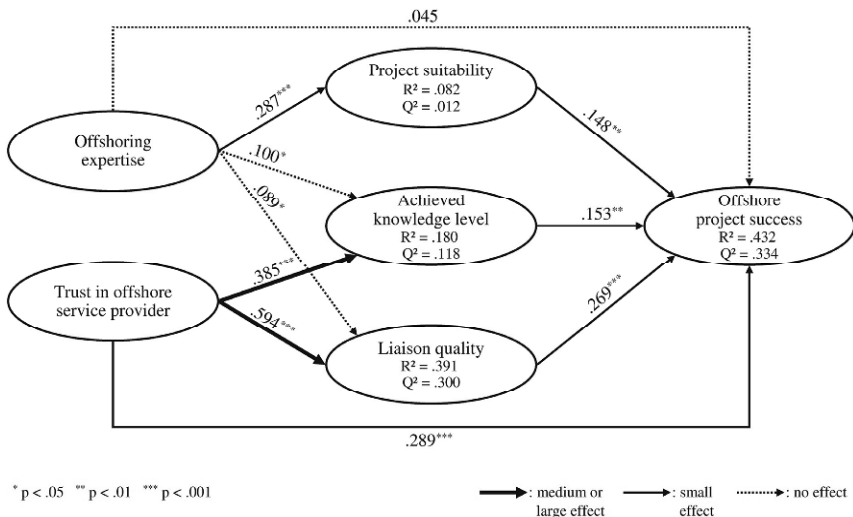 .045
Project suitability
R² = .082
Q² = .012
.287***
.148**
Offshoring
expertise
.100*
.089*
Achieved
knowledge level
R² = .180
Q² = .118
.153**
Offshore
project success
R² = .432
Q² = .334
.385***
.594***
.269***
Trust in offshore
service provider
Liaison quality
R² = .391
Q² = .300
.289***
* p < .05 ** p < .01 *** p < .001
: medium or
large effect
: small
effect
: no effect